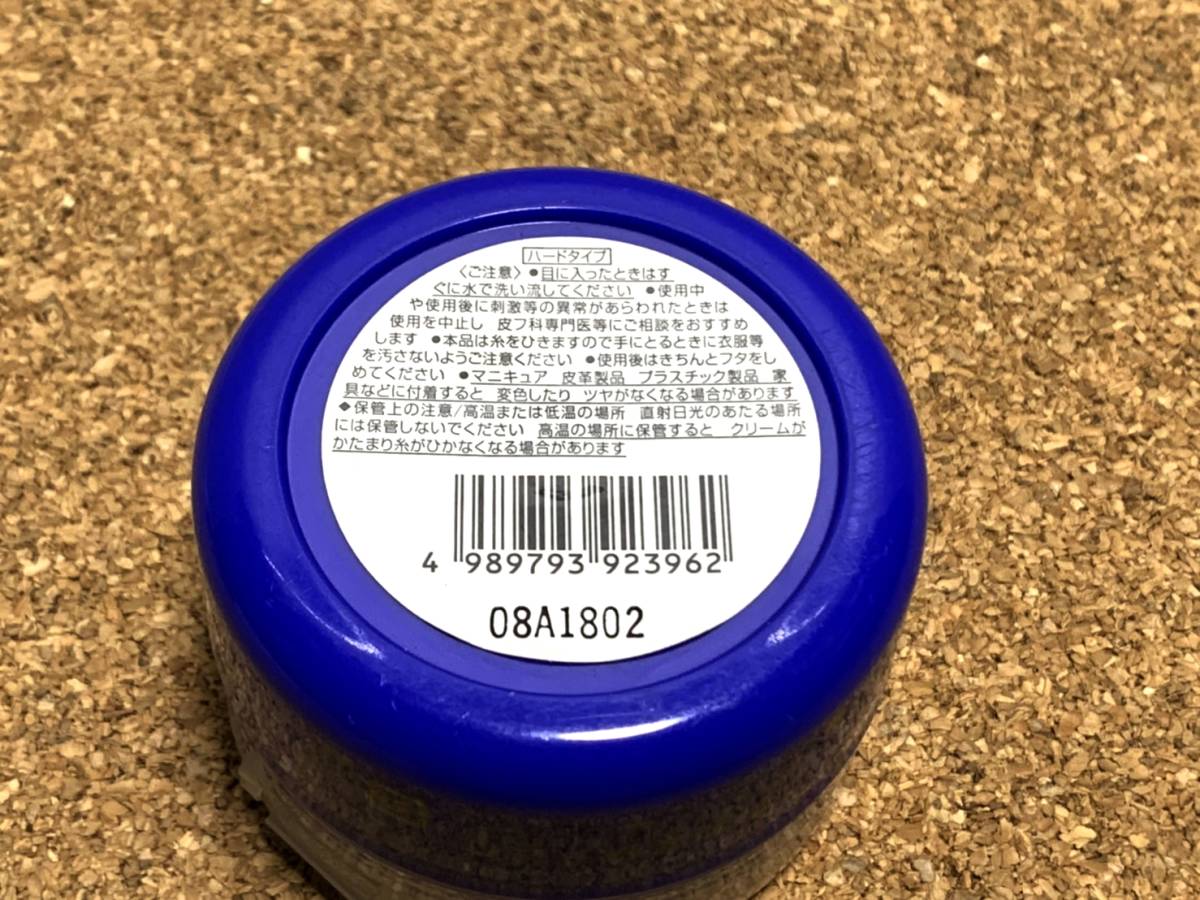 ハードタイプ
〈ご注意〉 ●目に入ったときはす
ぐに水で洗い流してください ●使用中
や使用後に刺激等の異常があらわれたときは
使用を中止し 皮フ科専門医等にご相談をおすすめ
します ●本品は糸をひきますので手にとるときに衣服等
を汚さないようご注意ください ●使用後はきちんとフタをし
めてください ●マニキュア 皮革製品 プラスチック製品 家
具などに付着すると 変色したり ツヤがなくなる場合があります
◆保管上の注意/高温または低温の場所 直射日光のあたる場所
には保管しないでください 高温の場所に保管すると クリームが
かたまり糸がひかなくなる場合があります
4 989793 923962
08A1802